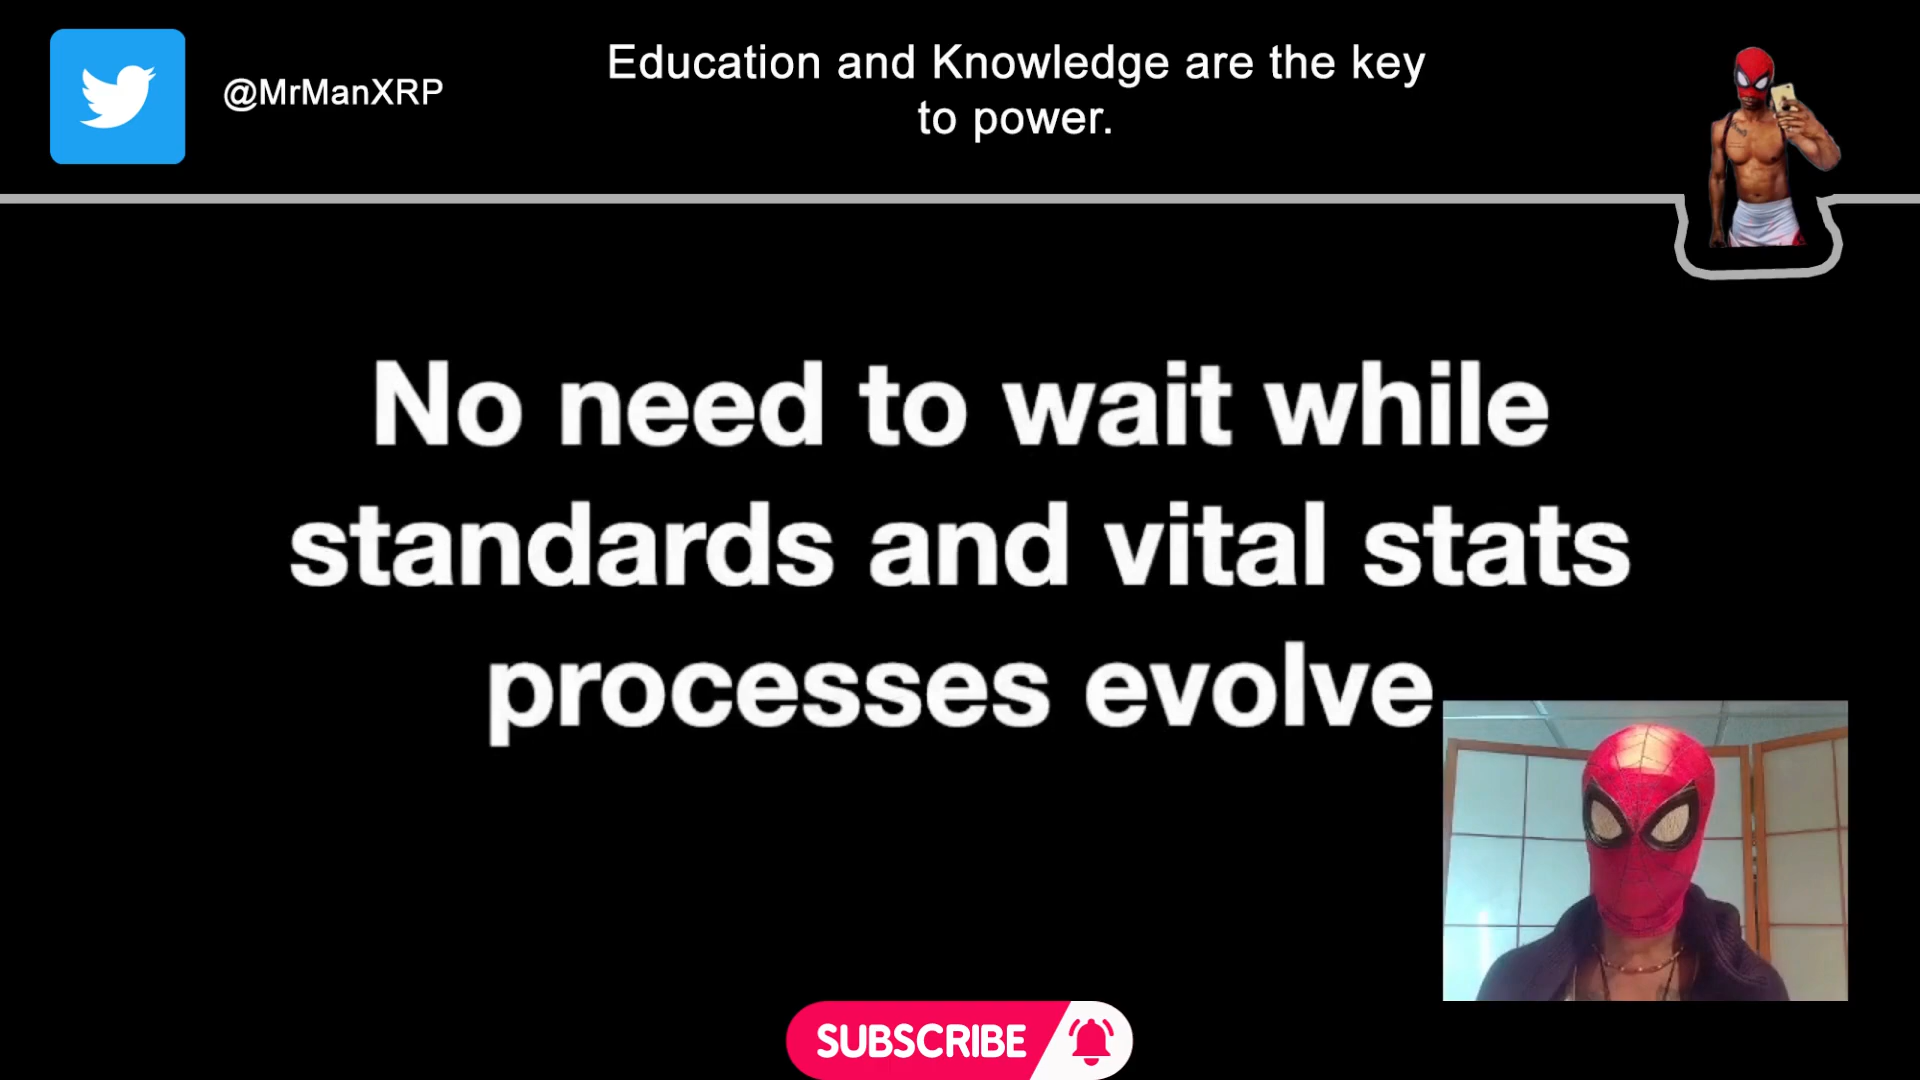 @MrManXRP
Education and Knowledge are the key
to power.
No need to wait while
standards and vital stats
processes evolve
SUBSCRIBE